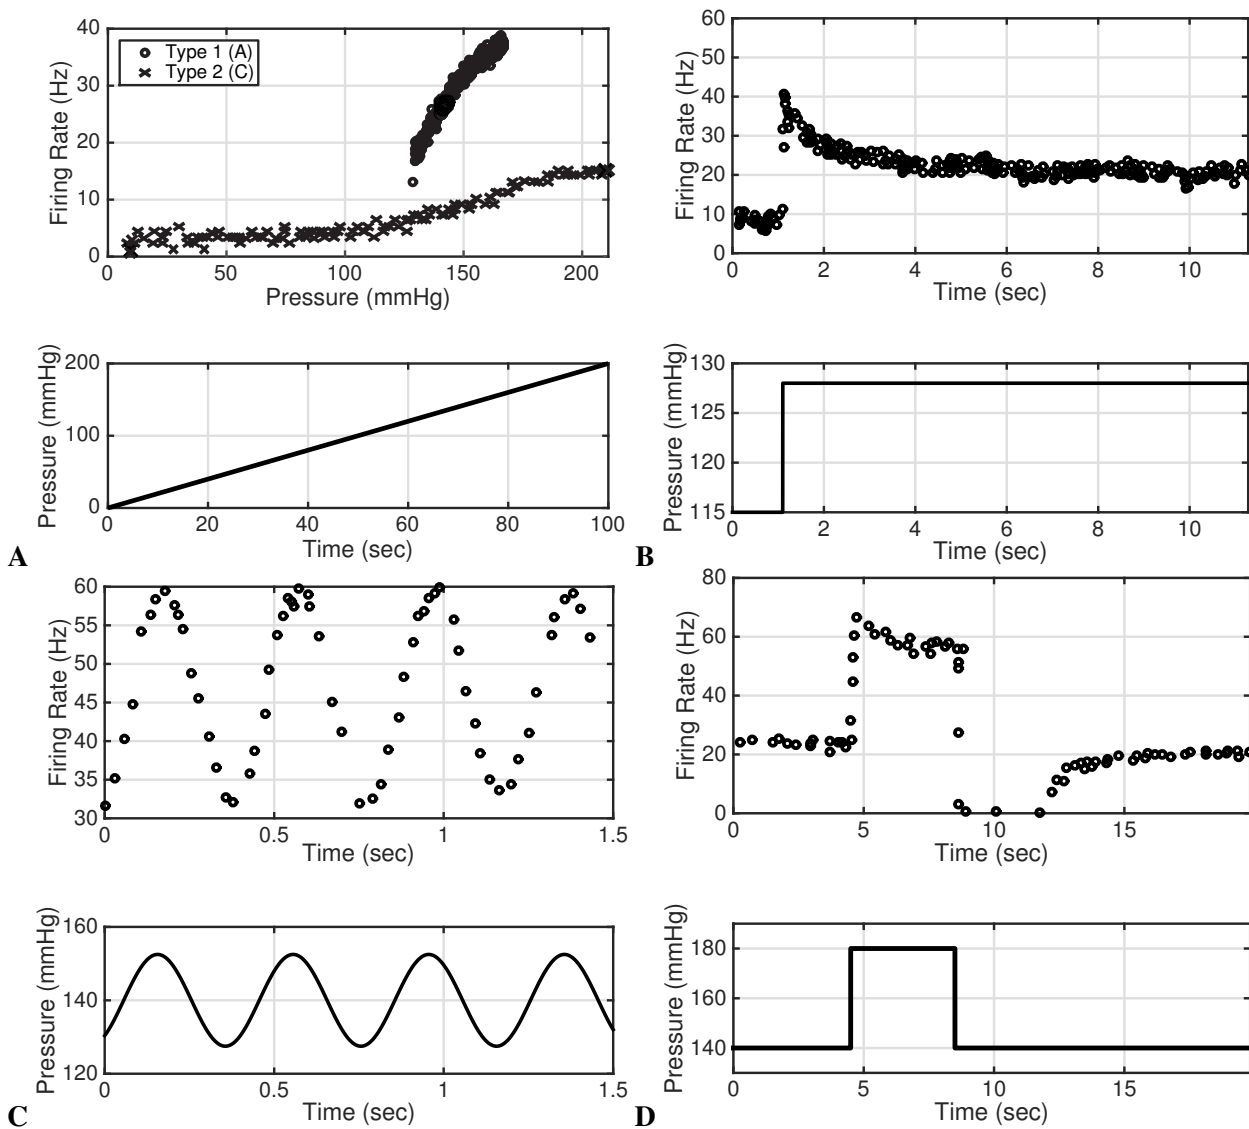 40
30
20
10
0
Firing Rate (Hz)
Type 1 (A)
Type 2 (C)
0 50 100 150 200
Pressure (mmHg)
200
100
0
Pressure (mmHg)
0 20 40 60 80 100
Time (sec)
A
60
50
40
30
20
10
0
Firing Rate (Hz)
0 2 4 6 8 10
Time (sec)
130
125
120
115
Pressure (mmHg)
0 2 4 6 8 10
Time (sec)
B
60
55
50
45
40
35
30
Firing Rate (Hz)
0 0.5 1 1.5
Time (sec)
160
140
120
Pressure (mmHg)
0 0.5 1 1.5
Time (sec)
C
80
60
40
20
0
Firing Rate (Hz)
0 5 10 15
Time (sec)
180
160
140
Pressure (mmHg)
0 5 10 15
Time (sec)
D